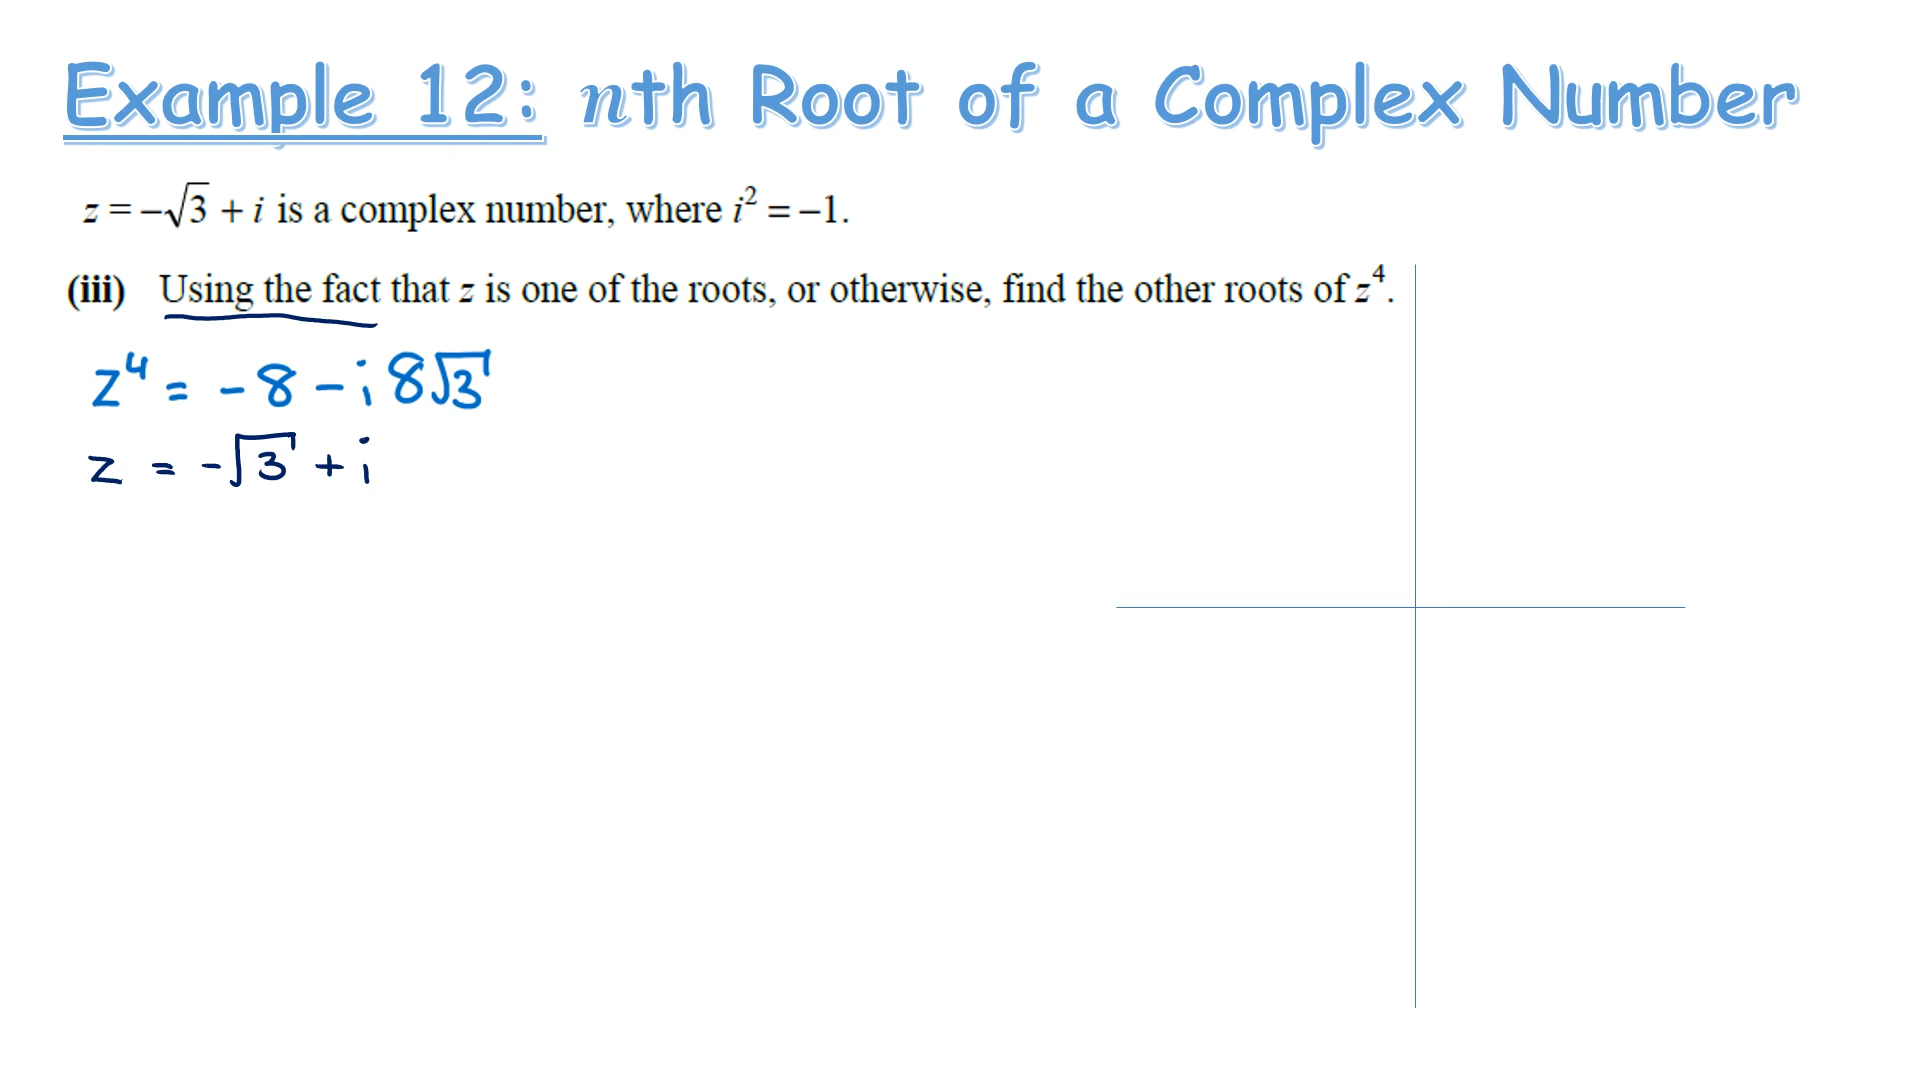 Example 12: nth Root of a Complex Number
z = −√3 + i is a complex number, where i² = −1.
(iii) Using the fact that z is one of the roots, or otherwise, find the other roots of z⁴.
z⁴ = -8 - i 8√3
z = -√3 + i